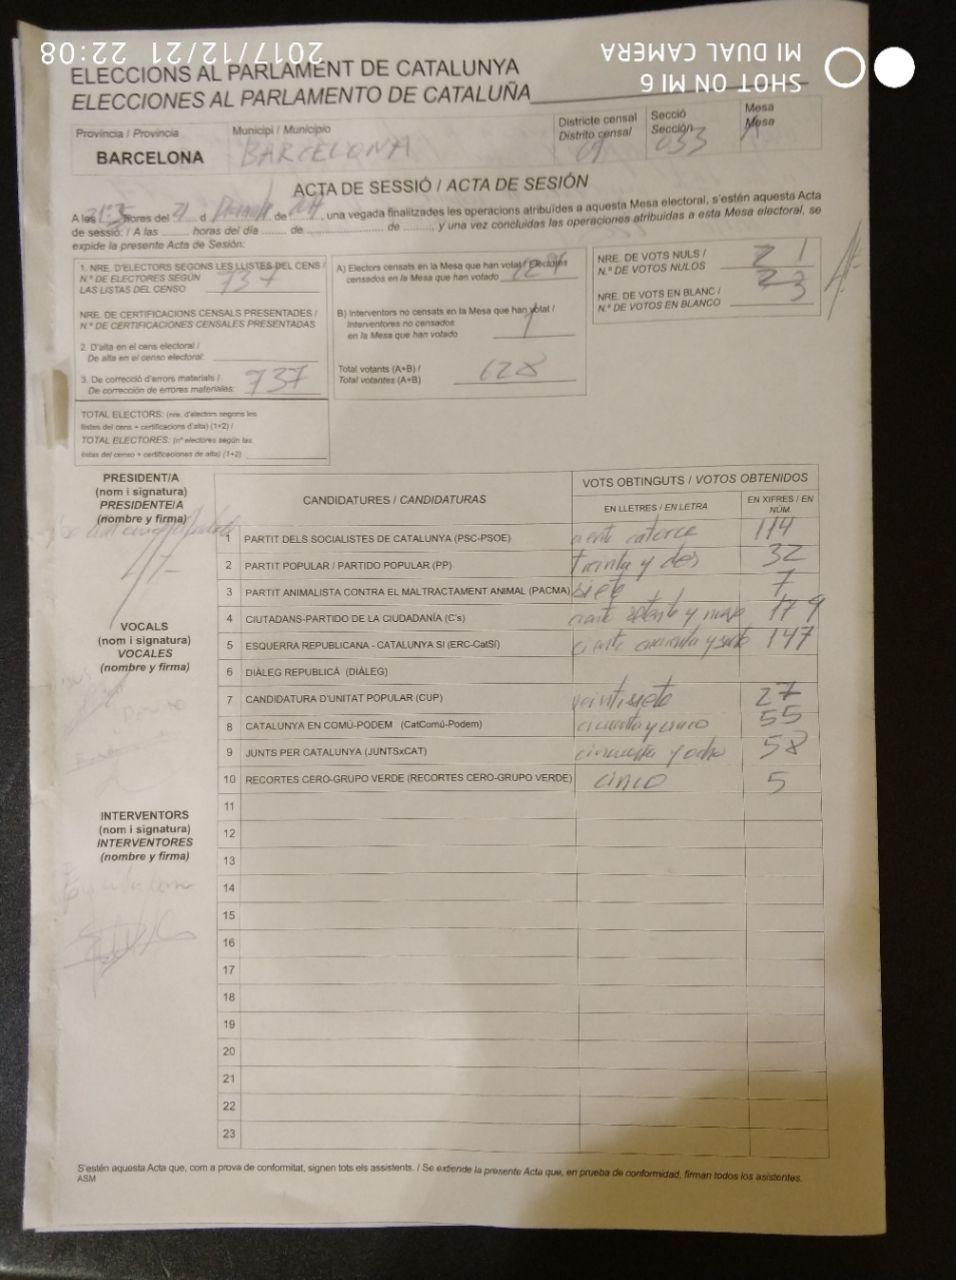 2017/12/21 22:08
SHOT ON MI 6
MI DUAL CAMERA
ELECCIONS AL PARLAMENT DE CATALUNYA
ELECCIONES AL PARLAMENTO DE CATALUÑA
Província / Provincia
BARCELONA
Municipi / Municipio
BARCELONA
Districte censal
Distrito censal
09
Secció
Sección
033
Mesa
Mesa
A
ACTA DE SESSIÓ / ACTA DE SESIÓN
A les hores del 21 d de , una vegada finalitzades les operacions atribuïdes a aquesta Mesa electoral, s'estén aquesta Acta
de sessió: / A las ........ horas del día ....... de ........................ de ......... y una vez concluidas las operaciones atribuidas a esta Mesa electoral, se
expide la presente Acta de Sesión:
1. NRE. D'ELECTORS SEGONS LES LLISTES DEL CENS /
N.º DE ELECTORES SEGÚN
LAS LISTAS DEL CENSO
737
NRE. DE CERTIFICACIONS CENSALS PRESENTADES /
N.º DE CERTIFICACIONES CENSALES PRESENTADAS
2. D'alta en el cens electoral /
De alta en el censo electoral:
3. De correcció d'errors materials /
De corrección de errores materiales: 737
TOTAL ELECTORS: (nre. d'electors segons les
llistes del cens + certificacions d'alta) (1+2) /
TOTAL ELECTORES: (nº electores según las
listas del censo + certificaciones de alta) (1+2)
A) Electors censats en la Mesa que han votat / Electores
censados en la Mesa que han votado
B) Interventors no censats en la Mesa que han votat /
Interventores no censados
en la Mesa que han votado
1
Total votants (A+B) /
Total votantes (A+B)
628
NRE. DE VOTS NULS /
N.º DE VOTOS NULOS
21
NRE. DE VOTS EN BLANC /
N.º DE VOTOS EN BLANCO
23
PRESIDENT/A
(nom i signatura)
PRESIDENTE/A
(nombre y firma)
VOCALS
(nom i signatura)
VOCALES
(nombre y firma)
INTERVENTORS
(nom i signatura)
INTERVENTORES
(nombre y firma)
CANDIDATURES / CANDIDATURAS
VOTS OBTINGUTS / VOTOS OBTENIDOS
EN LLETRES / EN LETRA
EN XIFRES / EN NÚM.
1 PARTIT DELS SOCIALISTES DE CATALUNYA (PSC-PSOE) ciento catorce 114
2 PARTIT POPULAR / PARTIDO POPULAR (PP) treinta y dos 32
3 PARTIT ANIMALISTA CONTRA EL MALTRACTAMENT ANIMAL (PACMA) siete 7
4 CIUTADANS-PARTIDO DE LA CIUDADANÍA (C's) ciento setenta y nueve 179
5 ESQUERRA REPUBLICANA - CATALUNYA SÍ (ERC-CatSí) ciento cuarenta y siete 147
6 DIÀLEG REPUBLICÀ (DIÀLEG)
7 CANDIDATURA D'UNITAT POPULAR (CUP) veintisiete 27
8 CATALUNYA EN COMÚ-PODEM (CatComú-Podem) cincuenta y cinco 55
9 JUNTS PER CATALUNYA (JUNTSxCAT) cincuenta y ocho 58
10 RECORTES CERO-GRUPO VERDE (RECORTES CERO-GRUPO VERDE) cinco 5
11
12
13
14
15
16
17
18
19
20
21
22
23
S'estén aquesta Acta que, com a prova de conformitat, signen tots els assistents. / Se extiende la presente Acta que, en prueba de conformidad, firman todos los asistentes.
ASM